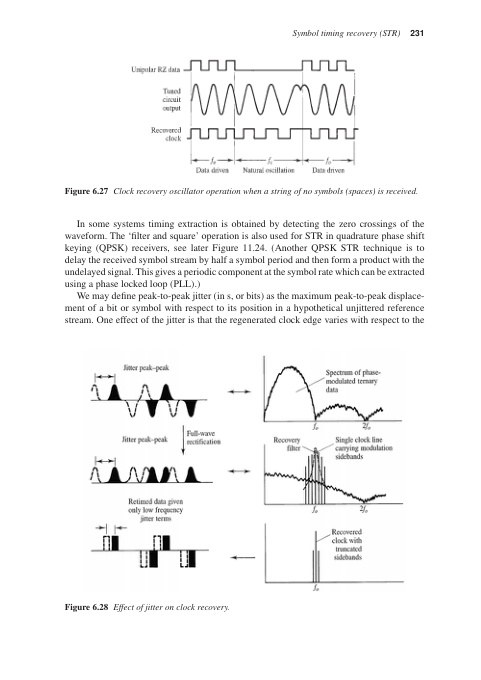 Symbol timing recovery (STR) 231
Unipolar RZ data
Tuned
circuit
output
Recovered
clock
fₒ fₙ fₒ
Data driven Natural oscillation Data driven
Figure 6.27 Clock recovery oscillator operation when a string of no symbols (spaces) is received.
In some systems timing extraction is obtained by detecting the zero crossings of the
waveform. The ‘filter and square’ operation is also used for STR in quadrature phase shift
keying (QPSK) receivers, see later Figure 11.24. (Another QPSK STR technique is to
delay the received symbol stream by half a symbol period and then form a product with the
undelayed signal. This gives a periodic component at the symbol rate which can be extracted
using a phase locked loop (PLL).)
We may define peak-to-peak jitter (in s, or bits) as the maximum peak-to-peak displace-
ment of a bit or symbol with respect to its position in a hypothetical unjittered reference
stream. One effect of the jitter is that the regenerated clock edge varies with respect to the
Jitter peak–peak
Spectrum of phase-
modulated ternary
data
fₒ 2fₒ
Jitter peak–peak
Full-wave
rectification
Recovery
filter
Single clock line
carrying modulation
sidebands
fₒ 2fₒ
Retimed data given
only low frequency
jitter terms
Recovered
clock with
truncated
sidebands
fₒ
Figure 6.28 Effect of jitter on clock recovery.